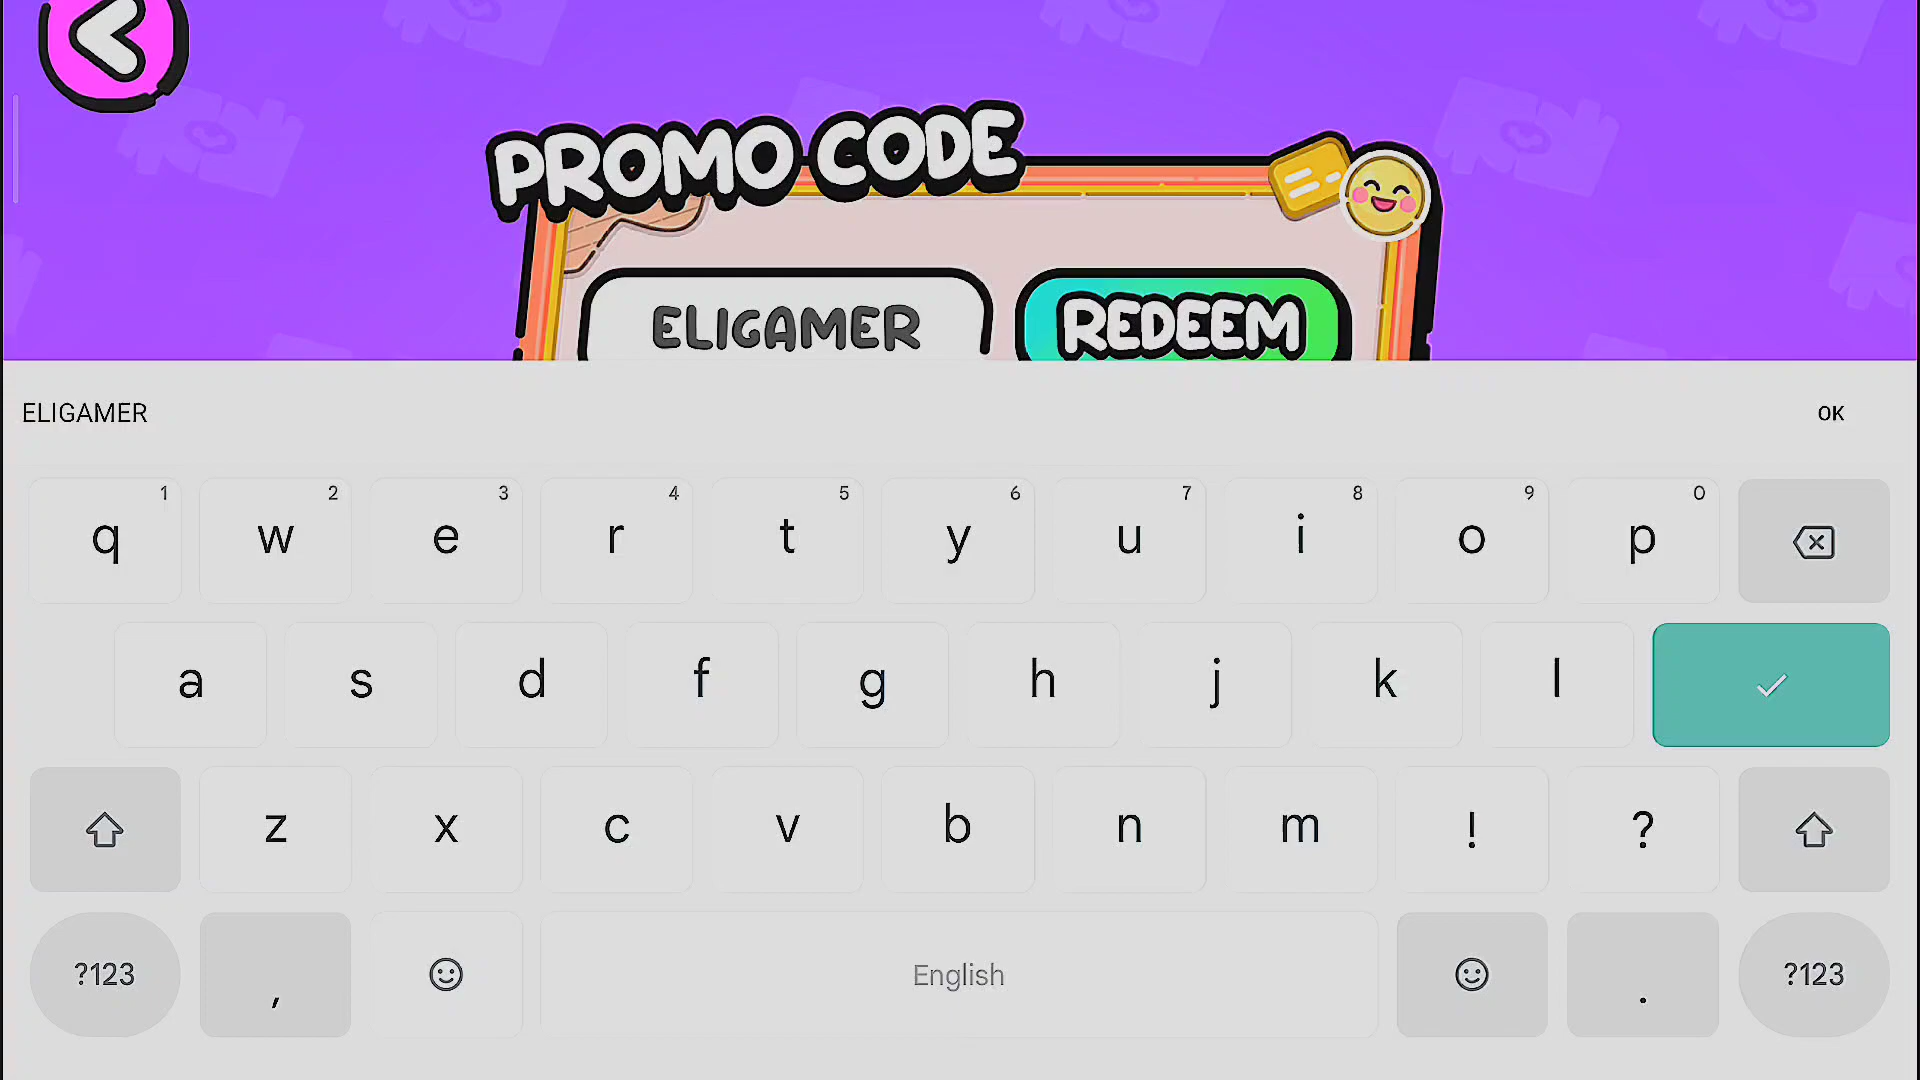 PROMO CODE
ELIGAMER REDEEM
ELIGAMER OK
1 2 3 4 5 6 7 8 9 0
q w e r t y u i o p
a s d f g h j k l
z x c v b n m ! ?
?123 , English . ?123